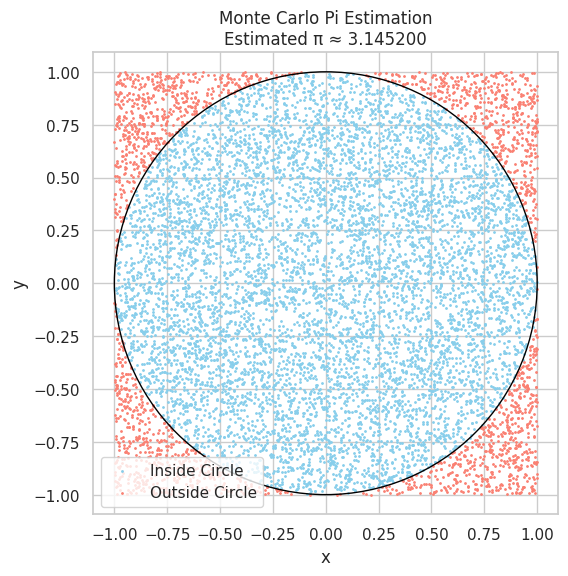 Monte Carlo Pi Estimation
Estimated π ≈ 3.145200
1.00
0.75
0.50
0.25
0.00
−0.25
−0.50
−0.75
−1.00
y
Inside Circle
Outside Circle
−1.00 −0.75 −0.50 −0.25 0.00 0.25 0.50 0.75 1.00
x